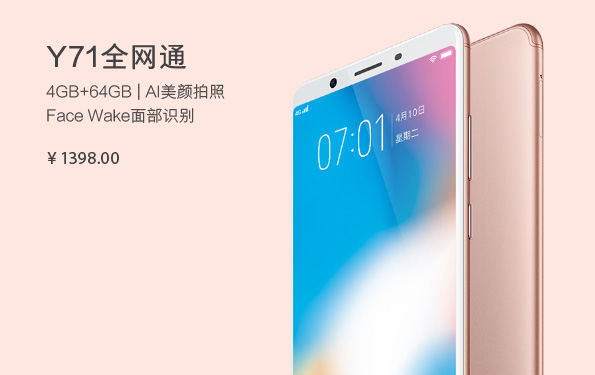 Y71全网通
4GB+64GB | AI美颜拍照
Face Wake面部识别
¥ 1398.00
4G
07:01
4月10日
星期二